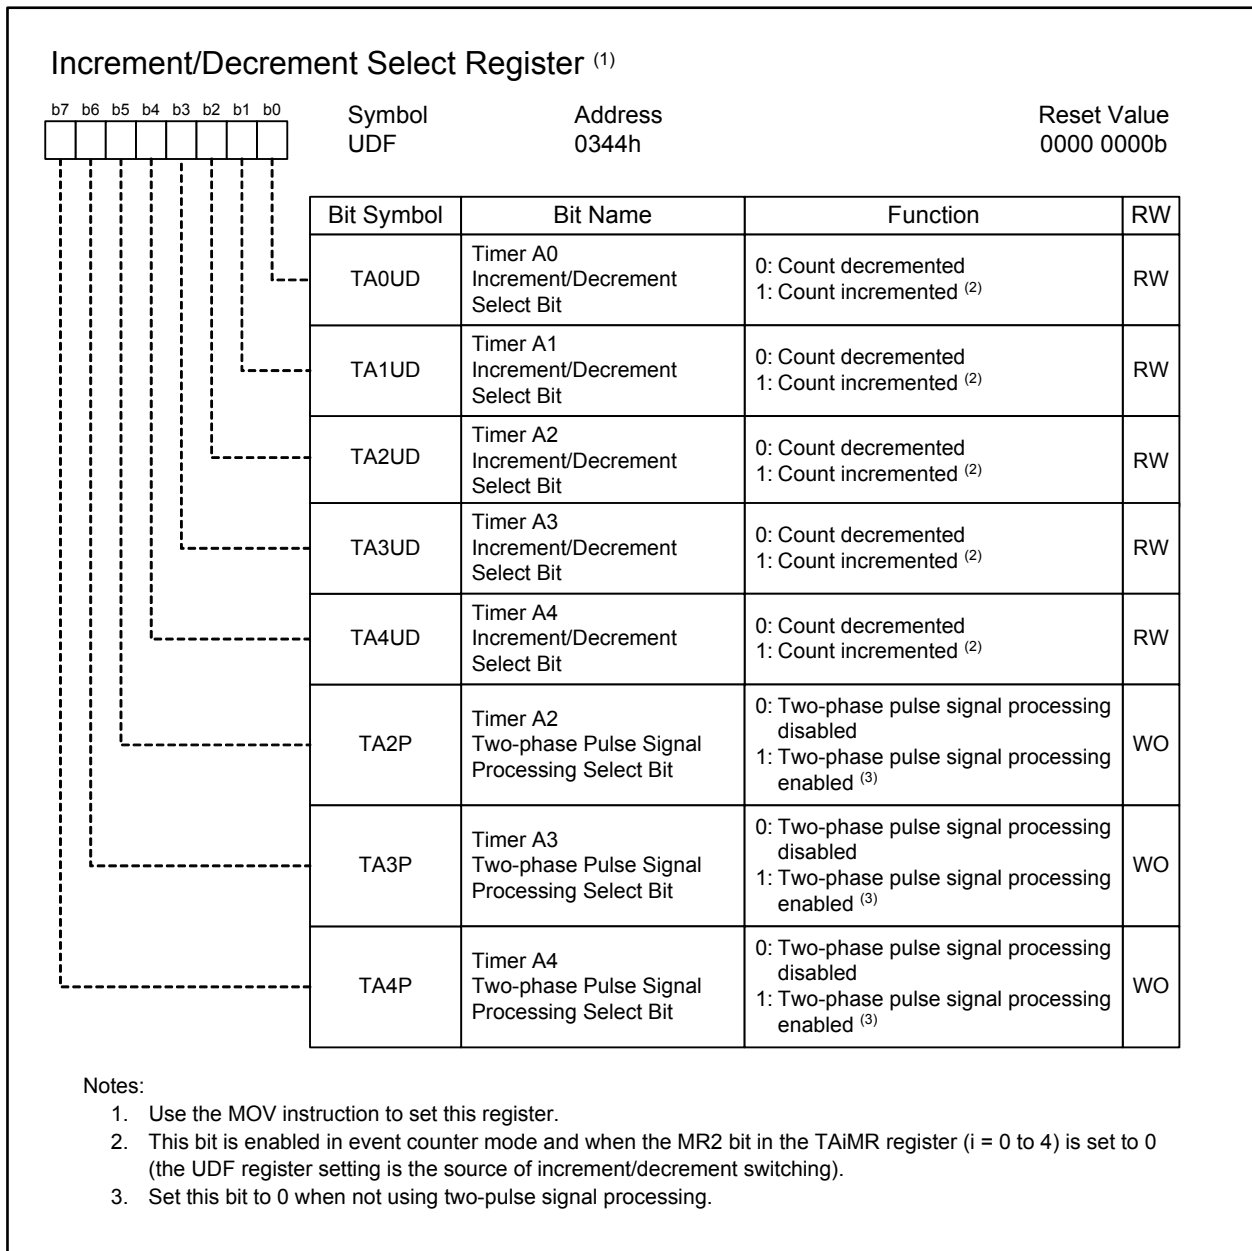 Increment/Decrement Select Register (1)
b7 b6 b5 b4 b3 b2 b1 b0
Symbol Address Reset Value
UDF 0344h 0000 0000b
Bit Symbol Bit Name Function RW
TA0UD
Timer A0
Increment/Decrement
Select Bit
0: Count decremented
1: Count incremented (2)
RW
TA1UD
Timer A1
Increment/Decrement
Select Bit
0: Count decremented
1: Count incremented (2)
RW
TA2UD
Timer A2
Increment/Decrement
Select Bit
0: Count decremented
1: Count incremented (2)
RW
TA3UD
Timer A3
Increment/Decrement
Select Bit
0: Count decremented
1: Count incremented (2)
RW
TA4UD
Timer A4
Increment/Decrement
Select Bit
0: Count decremented
1: Count incremented (2)
RW
TA2P
Timer A2
Two-phase Pulse Signal
Processing Select Bit
0: Two-phase pulse signal processing
disabled
1: Two-phase pulse signal processing
enabled (3)
WO
TA3P
Timer A3
Two-phase Pulse Signal
Processing Select Bit
0: Two-phase pulse signal processing
disabled
1: Two-phase pulse signal processing
enabled (3)
WO
TA4P
Timer A4
Two-phase Pulse Signal
Processing Select Bit
0: Two-phase pulse signal processing
disabled
1: Two-phase pulse signal processing
enabled (3)
WO
Notes:
1. Use the MOV instruction to set this register.
2. This bit is enabled in event counter mode and when the MR2 bit in the TAiMR register (i = 0 to 4) is set to 0
(the UDF register setting is the source of increment/decrement switching).
3. Set this bit to 0 when not using two-pulse signal processing.